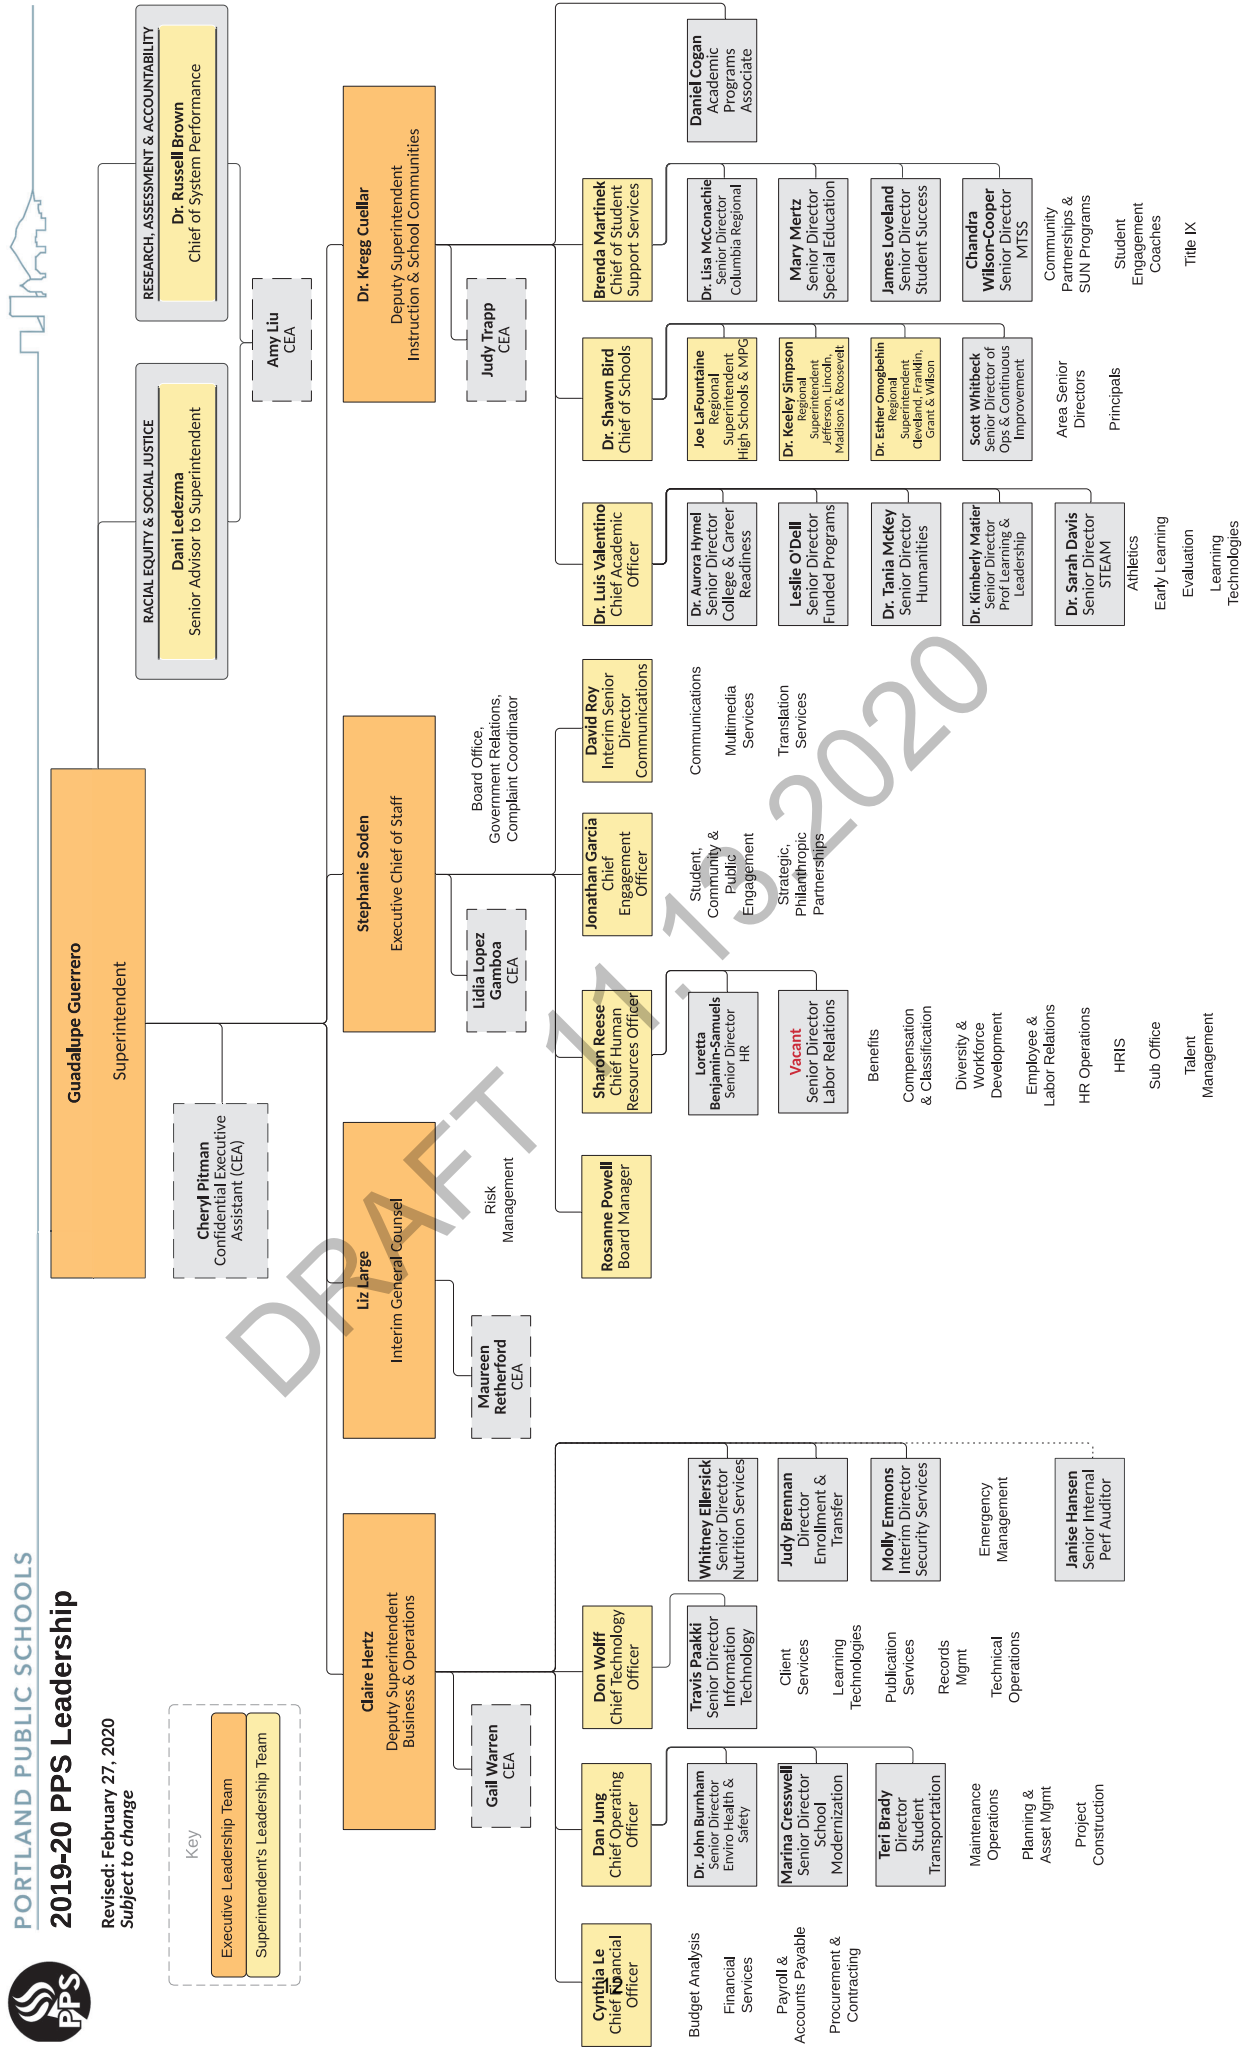 PPS
PORTLAND PUBLIC SCHOOLS
2019-20 PPS Leadership
Revised: February 27, 2020
Subject to change
Key
Executive Leadership Team
Superintendent's Leadership Team
Guadalupe Guerrero
Superintendent
Cheryl Pitman
Confidential Executive
Assistant (CEA)
RACIAL EQUITY & SOCIAL JUSTICE
Dani Ledezma
Senior Advisor to Superintendent
RESEARCH, ASSESSMENT & ACCOUNTABILITY
Dr. Russell Brown
Chief of System Performance
Amy Liu
CEA
Claire Hertz
Deputy Superintendent
Business & Operations
Gail Warren
CEA
Liz Large
Interim General Counsel
Maureen
Retherford
CEA
Risk
Management
Stephanie Soden
Executive Chief of Staff
Lidia Lopez
Gamboa
CEA
Board Office,
Government Relations,
Complaint Coordinator
Dr. Kregg Cuellar
Deputy Superintendent
Instruction & School Communities
Judy Trapp
CEA
Cynthia Le
Chief Financial
Officer
Budget Analysis
Financial
Services
Payroll &
Accounts Payable
Procurement &
Contracting
Dan Jung
Chief Operating
Officer
Dr. John Burnham
Senior Director
Enviro Health &
Safety
Marina Cresswell
Senior Director
School
Modernization
Teri Brady
Director
Student
Transportation
Maintenance
Operations
Planning &
Asset Mgmt
Project
Construction
Don Wolff
Chief Technology
Officer
Travis Paakki
Senior Director
Information
Technology
Client
Services
Learning
Technologies
Publication
Services
Records
Mgmt
Technical
Operations
Whitney Ellersick
Senior Director
Nutrition Services
Judy Brennan
Director
Enrollment &
Transfer
Molly Emmons
Interim Director
Security Services
Emergency
Management
Janise Hansen
Senior Internal
Perf Auditor
Rosanne Powell
Board Manager
Sharon Reese
Chief Human
Resources Officer
Loretta
Benjamin-Samuels
Senior Director
HR
Vacant
Senior Director
Labor Relations
Benefits
Compensation
& Classification
Diversity &
Workforce
Development
Employee &
Labor Relations
HR Operations
HRIS
Sub Office
Talent
Management
Jonathan Garcia
Chief
Engagement
Officer
Student,
Community &
Public
Engagement
Strategic,
Philanthropic
Partnerships
David Roy
Interim Senior
Director
Communications
Communications
Multimedia
Services
Translation
Services
Dr. Luis Valentino
Chief Academic
Officer
Dr. Aurora Hymel
Senior Director
College & Career
Readiness
Leslie O'Dell
Senior Director
Funded Programs
Dr. Tania McKey
Senior Director
Humanities
Dr. Kimberly Matier
Senior Director
Prof Learning &
Leadership
Dr. Sarah Davis
Senior Director
STEAM
Athletics
Early Learning
Evaluation
Learning
Technologies
Dr. Shawn Bird
Chief of Schools
Joe LaFountaine
Regional
Superintendent
High Schools & MPG
Dr. Keeley Simpson
Regional
Superintendent
Jefferson, Lincoln,
Madison & Roosevelt
Dr. Esther Omogbehin
Regional
Superintendent
Cleveland, Franklin,
Grant & Wilson
Scott Whitbeck
Senior Director of
Ops & Continuous
Improvement
Area Senior
Directors
Principals
Brenda Martinek
Chief of Student
Support Services
Dr. Lisa McConachie
Senior Director
Columbia Regional
Mary Mertz
Senior Director
Special Education
James Loveland
Senior Director
Student Success
Chandra
Wilson-Cooper
Senior Director
MTSS
Community
Partnerships &
SUN Programs
Student
Engagement
Coaches
Title IX
Daniel Cogan
Academic
Programs
Associate
DRAFT 11.13.2020
12